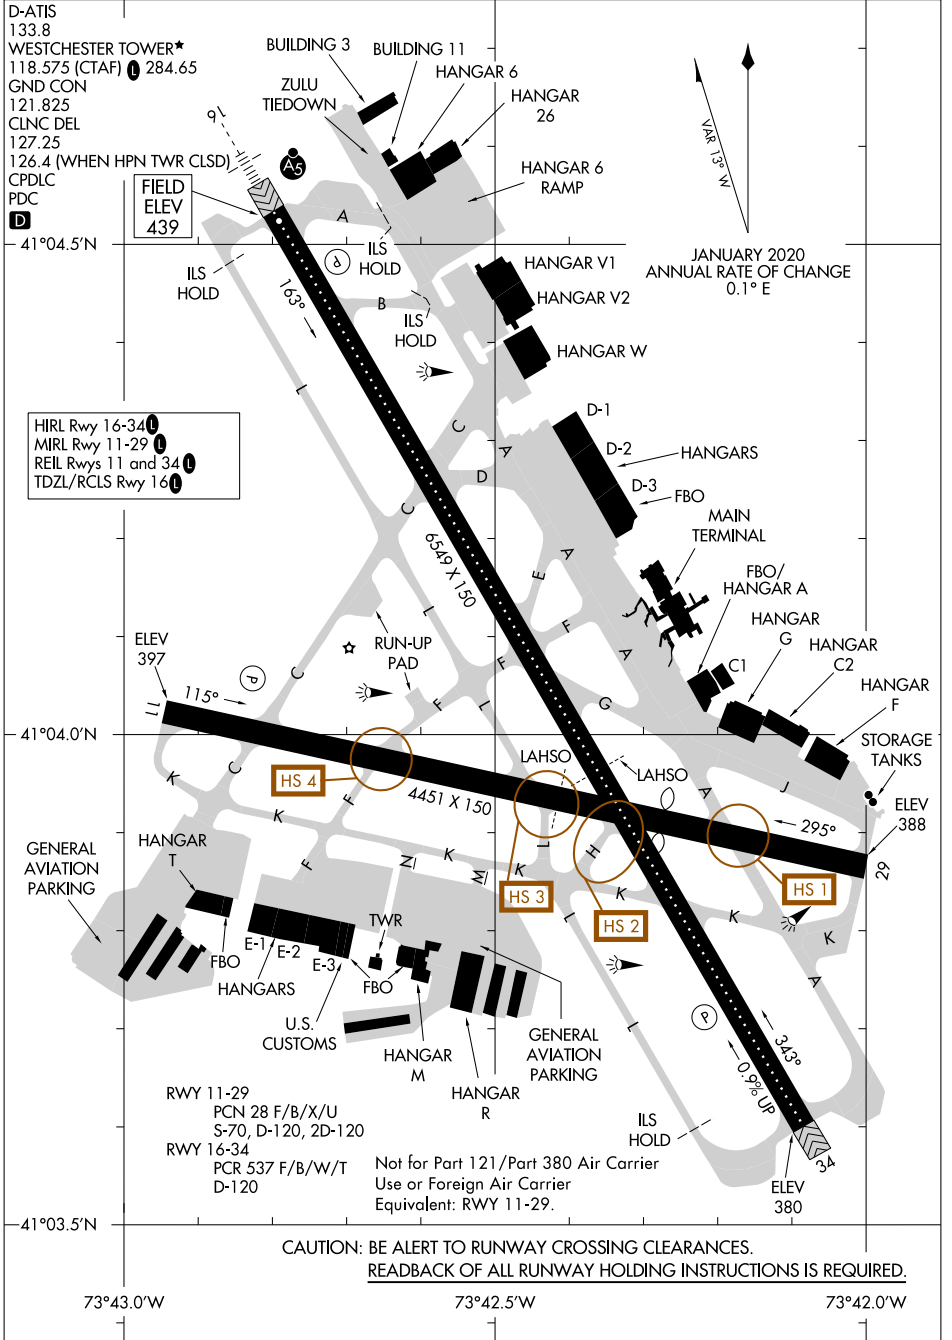 D-ATIS
133.8
WESTCHESTER TOWER★
118.575 (CTAF) L 284.65
GND CON
121.825
CLNC DEL
127.25
126.4 (WHEN HPN TWR CLSD)
CPDLC
PDC
D
BUILDING 3
BUILDING 11
ZULU
TIEDOWN
HANGAR 6
HANGAR
26
HANGAR 6
RAMP
16
A5
FIELD
ELEV
439
VAR 13° W
JANUARY 2020
ANNUAL RATE OF CHANGE
0.1° E
41°04.5'N
A
ILS
HOLD
P
ILS
HOLD
A
163°
B
ILS
HOLD
HANGAR V1
HANGAR V2
HANGAR W
L
HIRL Rwy 16-34 L
MIRL Rwy 11-29 L
REIL Rwys 11 and 34 L
TDZL/RCLS Rwy 16 L
C
A
D
C
D-1
D-2
D-3
HANGARS
FBO
MAIN
TERMINAL
6549 X 150
A
E
L
F
F
A
FBO/
HANGAR A
C1
HANGAR
G
HANGAR
C2
HANGAR
F
STORAGE
TANKS
ELEV
397
RUN-UP
PAD
P
C
115°
11
F
L
G
41°04.0'N
HS 4
LAHSO
LAHSO
A
J
K
C
F
4451 X 150
295°
ELEV
388
29
K
HANGAR
T
GENERAL
AVIATION
PARKING
F
N
K
M
K
L
H
HS 3
HS 2
HS 1
K
K
K
L
A
TWR
E-1
E-2
E-3
FBO
HANGARS
FBO
U.S.
CUSTOMS
HANGAR
M
HANGAR
R
GENERAL
AVIATION
PARKING
L
P
343°
0.9% UP
RWY 11-29
PCN 28 F/B/X/U
S-70, D-120, 2D-120
RWY 16-34
PCR 537 F/B/W/T
D-120
Not for Part 121/Part 380 Air Carrier
Use or Foreign Air Carrier
Equivalent: RWY 11-29.
ILS
HOLD
34
ELEV
380
41°03.5'N
CAUTION: BE ALERT TO RUNWAY CROSSING CLEARANCES.
READBACK OF ALL RUNWAY HOLDING INSTRUCTIONS IS REQUIRED.
73°43.0'W
73°42.5'W
73°42.0'W